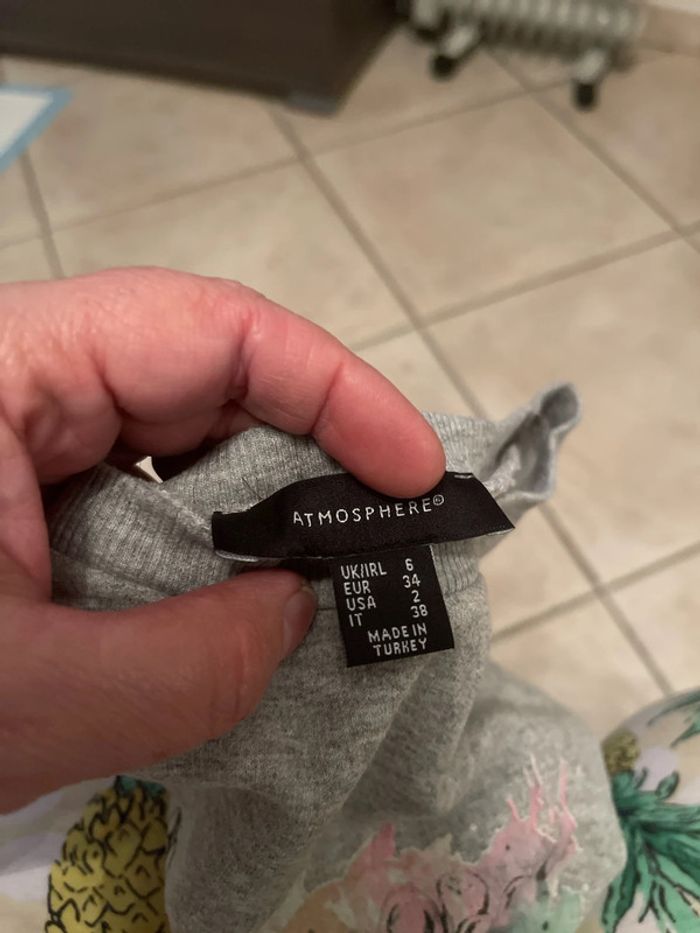 ATMOSPHERE®
UK/IRL 6
EUR 34
USA 2
IT 38
MADE IN
TURKEY